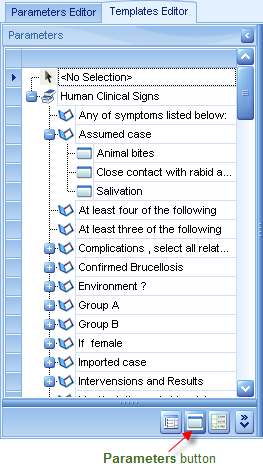 Parameters Editor Templates Editor
Parameters
<No Selection>
Human Clinical Signs
Any of symptoms listed below:
Assumed case
Animal bites
Close contact with rabid a...
Salivation
At least four of the following
At least three of the following
Complications , select all relat...
Confirmed Brucellosis
Environment ?
Group A
Group B
If female
Imported case
Intervensions and Results
Parameters button